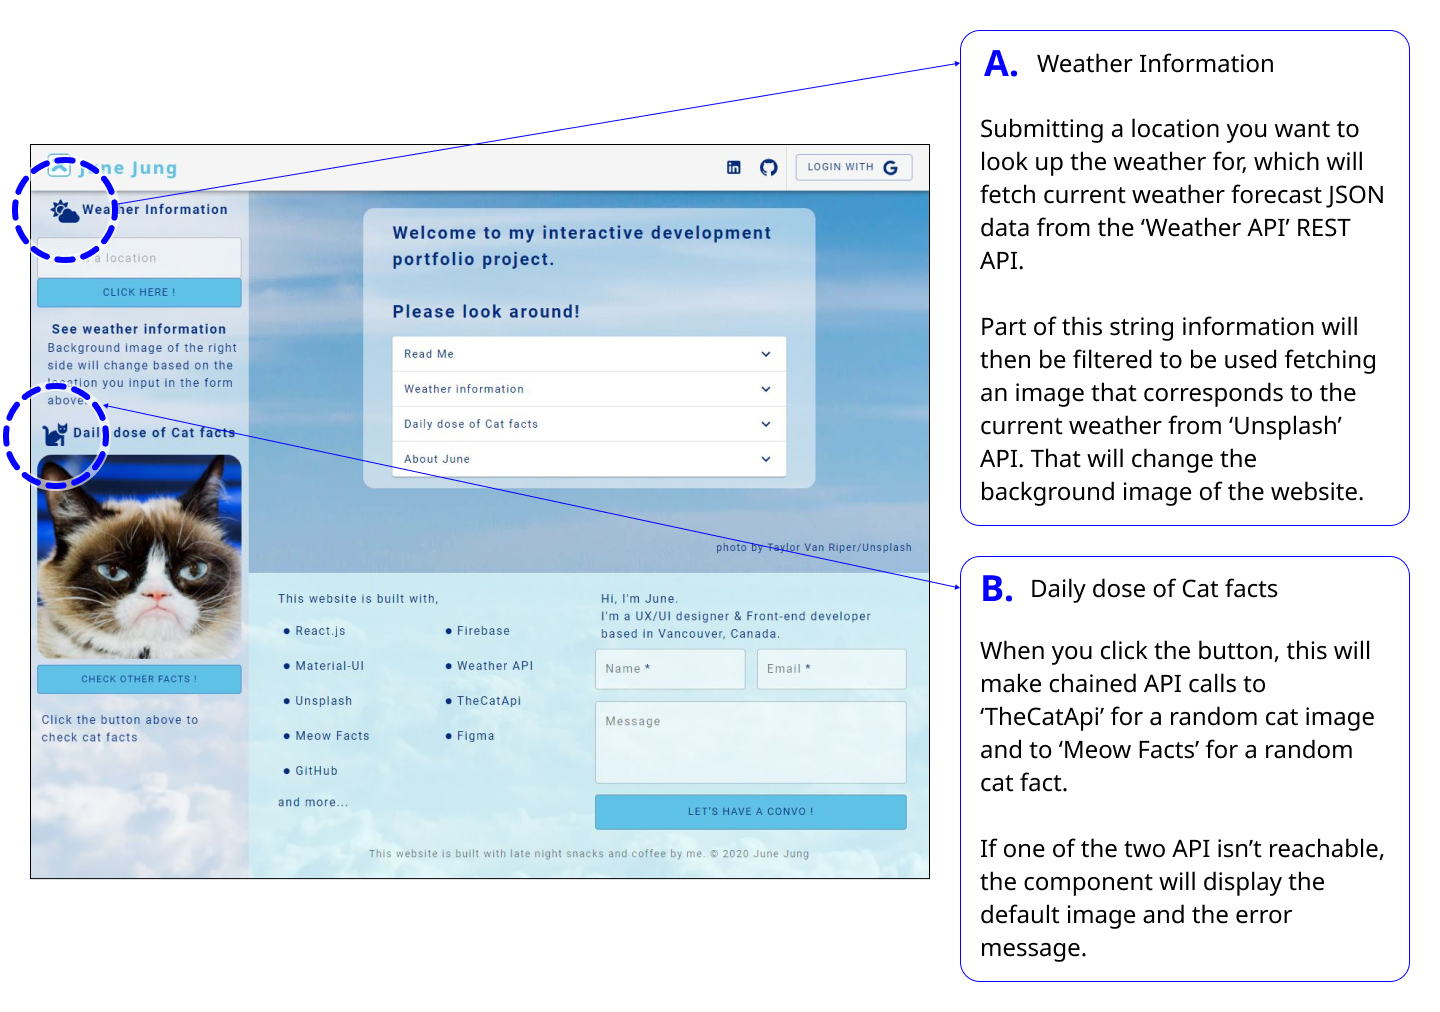 June Jung
LOGIN WITH
Weather Information
a location
CLICK HERE !
See weather information
Background image of the right
side will change based on the
location you input in the form
above.
Daily dose of Cat facts
CHECK OTHER FACTS !
Click the button above to
check cat facts
Welcome to my interactive development
portfolio project.
Please look around!
Read Me
Weather information
Daily dose of Cat facts
About June
photo by Taylor Van Riper/Unsplash
This website is built with,
React.js
Material-UI
Unsplash
Meow Facts
GitHub
Firebase
Weather API
TheCatApi
Figma
and more...
Hi, I'm June.
I'm a UX/UI designer & Front-end developer
based in Vancouver, Canada.
Name *
Email *
Message
LET'S HAVE A CONVO !
This website is built with late night snacks and coffee by me. © 2020 June Jung
A. Weather Information
Submitting a location you want to
look up the weather for, which will
fetch current weather forecast JSON
data from the ‘Weather API’ REST
API.
Part of this string information will
then be filtered to be used fetching
an image that corresponds to the
current weather from ‘Unsplash’
API. That will change the
background image of the website.
B. Daily dose of Cat facts
When you click the button, this will
make chained API calls to
‘TheCatApi’ for a random cat image
and to ‘Meow Facts’ for a random
cat fact.
If one of the two API isn’t reachable,
the component will display the
default image and the error
message.